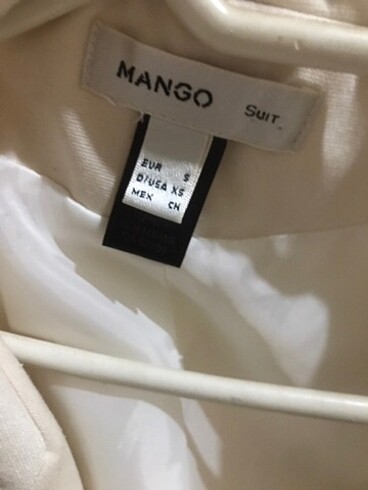 MANGO Suit.
EUR S
D/USA XS
MEX CH